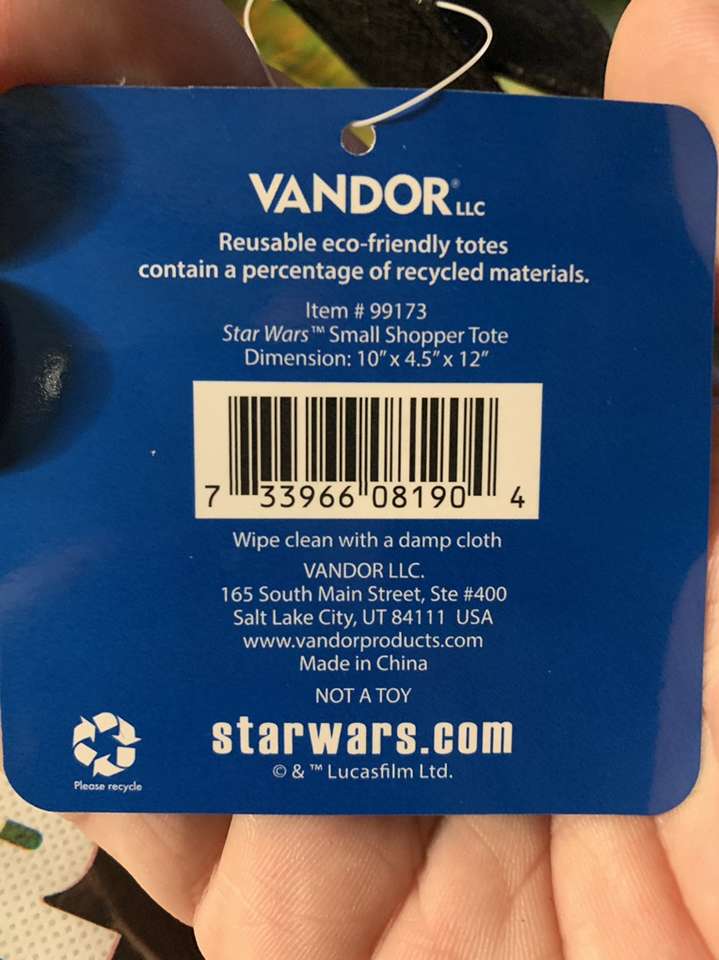 VANDOR® LLC
Reusable eco-friendly totes
contain a percentage of recycled materials.
Item # 99173
Star Wars™ Small Shopper Tote
Dimension: 10” x 4.5” x 12”
7 33966 08190 4
Wipe clean with a damp cloth
VANDOR LLC.
165 South Main Street, Ste #400
Salt Lake City, UT 84111 USA
www.vandorproducts.com
Made in China
NOT A TOY
starwars.com
© & ™ Lucasfilm Ltd.
Please recycle